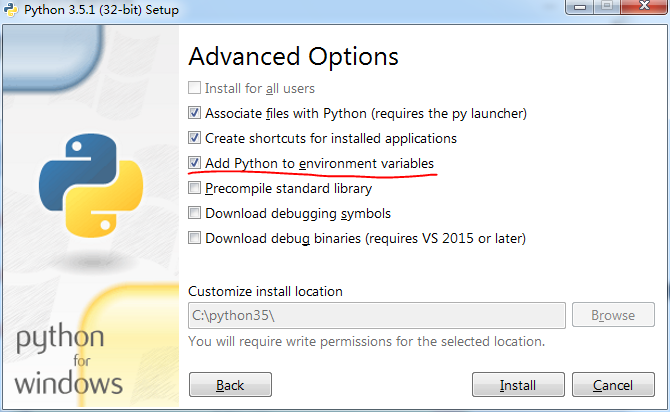 Python 3.5.1 (32-bit) Setup
Advanced Options
Install for all users
Associate files with Python (requires the py launcher)
Create shortcuts for installed applications
Add Python to environment variables
Precompile standard library
Download debugging symbols
Download debug binaries (requires VS 2015 or later)
Customize install location
C:\python35\
Browse
You will require write permissions for the selected location.
python
for
windows
Back
Install
Cancel